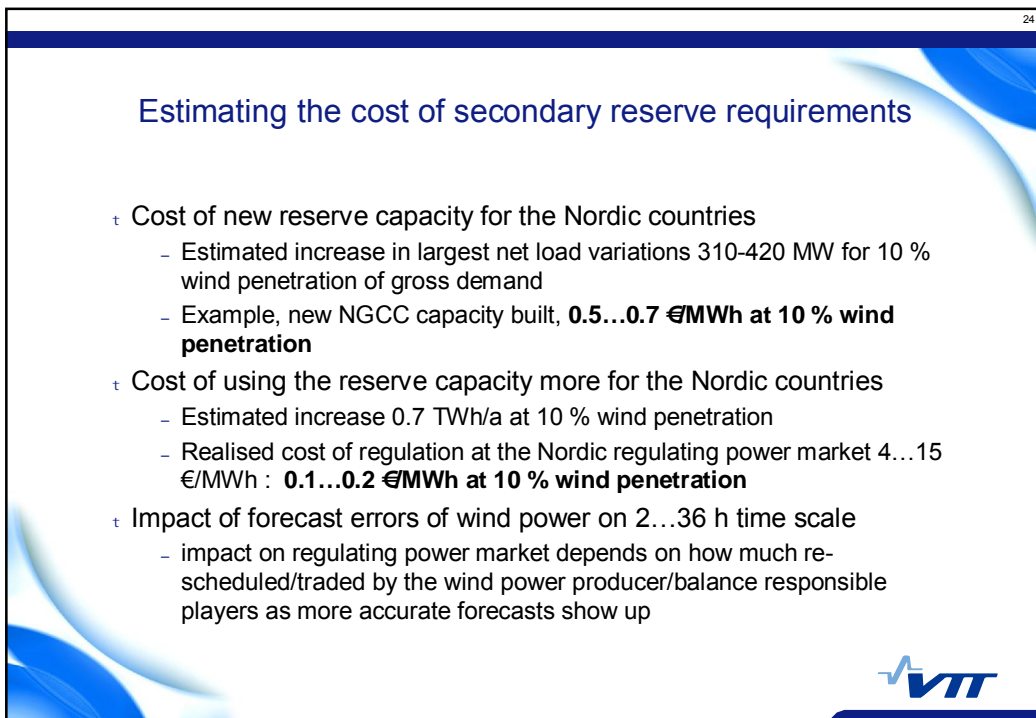 24
Estimating the cost of secondary reserve requirements
t Cost of new reserve capacity for the Nordic countries
– Estimated increase in largest net load variations 310-420 MW for 10 %
wind penetration of gross demand
– Example, new NGCC capacity built, 0.5…0.7 €/MWh at 10 % wind
penetration
t Cost of using the reserve capacity more for the Nordic countries
– Estimated increase 0.7 TWh/a at 10 % wind penetration
– Realised cost of regulation at the Nordic regulating power market 4…15
€/MWh : 0.1…0.2 €/MWh at 10 % wind penetration
t Impact of forecast errors of wind power on 2…36 h time scale
– impact on regulating power market depends on how much re-
scheduled/traded by the wind power producer/balance responsible
players as more accurate forecasts show up
VTT